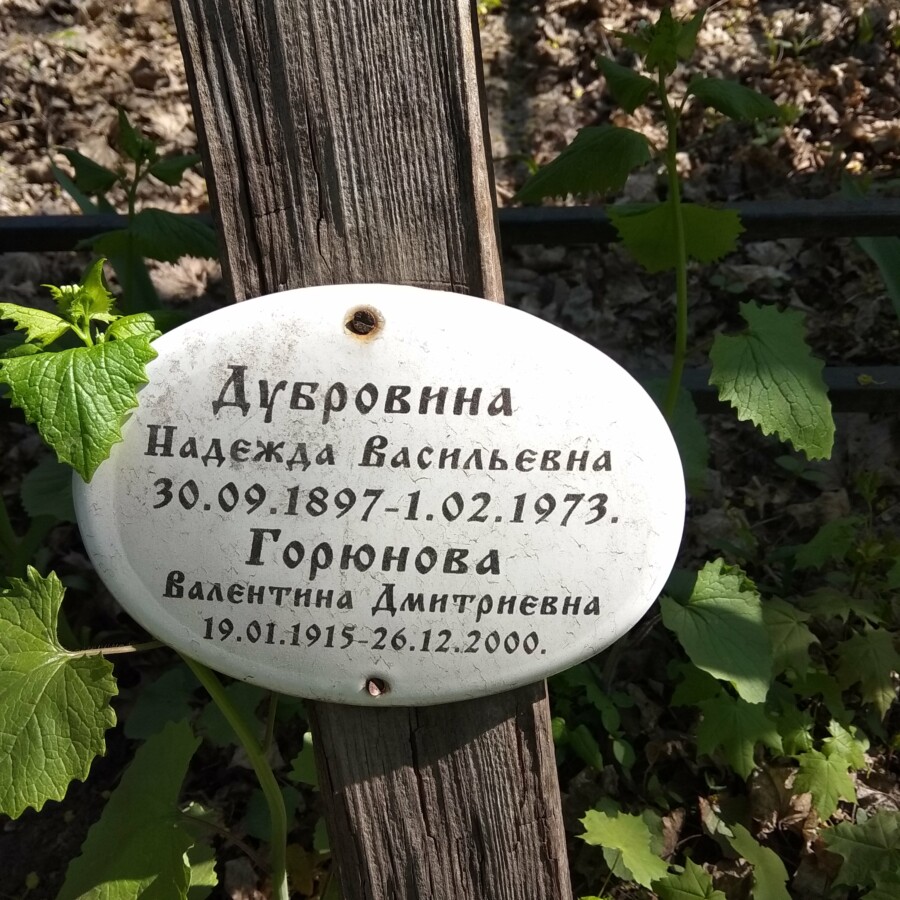 Дубровина
Надежда Васильевна
30.09.1897-1.02.1973.
Горюнова
Валентина Дмитриевна
19.01.1915-26.12.2000.